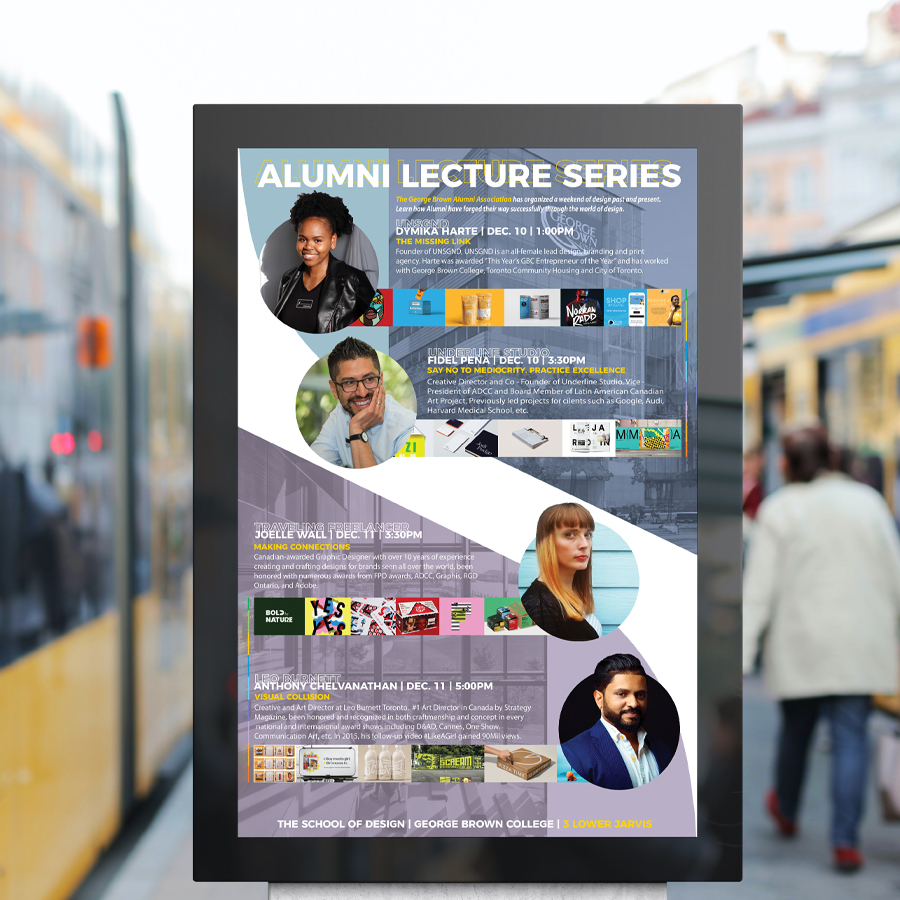 ALUMNI LECTURE SERIES
The George Brown Alumni Association has organized a weekend of design past and present.
Learn how Alumni have forged their way successfully through the world of design.
GEORGE
BROWN
UNSGND
DYMIKA HARTE | DEC. 10 | 1:00PM
THE MISSING LINK
Founder of UNSGND, UNSGND is an all-female lead design, branding and print
agency. Harte was awarded "This Year's GBC Entrepreneur of the Year" and has worked
with George Brown College, Toronto Community Housing and City of Toronto.
NORMAN
SHOP
UNDERLINE STUDIO
FIDEL PENA | DEC. 10 | 3:30PM
SAY NO TO MEDIOCRITY. PRACTICE EXCELLENCE
Creative Director and Co - Founder of Underline Studio. Vice -
President of ADCC and Board Member of Latin American Canadian
Art Project. Previously led projects for clients such as Google, Audi,
Harvard Medical School, etc.
ZI
TRAVELING FREELANCER
JOELLE WALL | DEC. 11 | 3:30PM
MAKING CONNECTIONS
Canadian-awarded Graphic Designer with over 10 years of experience
creating and crafting designs for brands seen all over the world, been
honored with numerous awards from FPO awards, ADCC, Graphis, RGD
Ontario, and Adobe.
BOLD by
NATURE
YES
LEO BURNETT
ANTHONY CHELVANATHAN | DEC. 11 | 5:00PM
VISUAL COLLISION
Creative and Art Director at Leo Burnett Toronto. #1 Art Director in Canada by Strategy
Magazine, been honored and recognized in both craftmenship and concept in every
national and international award shows including D&AD, Cannes, One Show,
Communication Art, etc. In 2015, his follow-up video #LikeAGirl gained 90Mil views.
SCREAM
THE SCHOOL OF DESIGN | GEORGE BROWN COLLEGE | 3 LOWER JARVIS